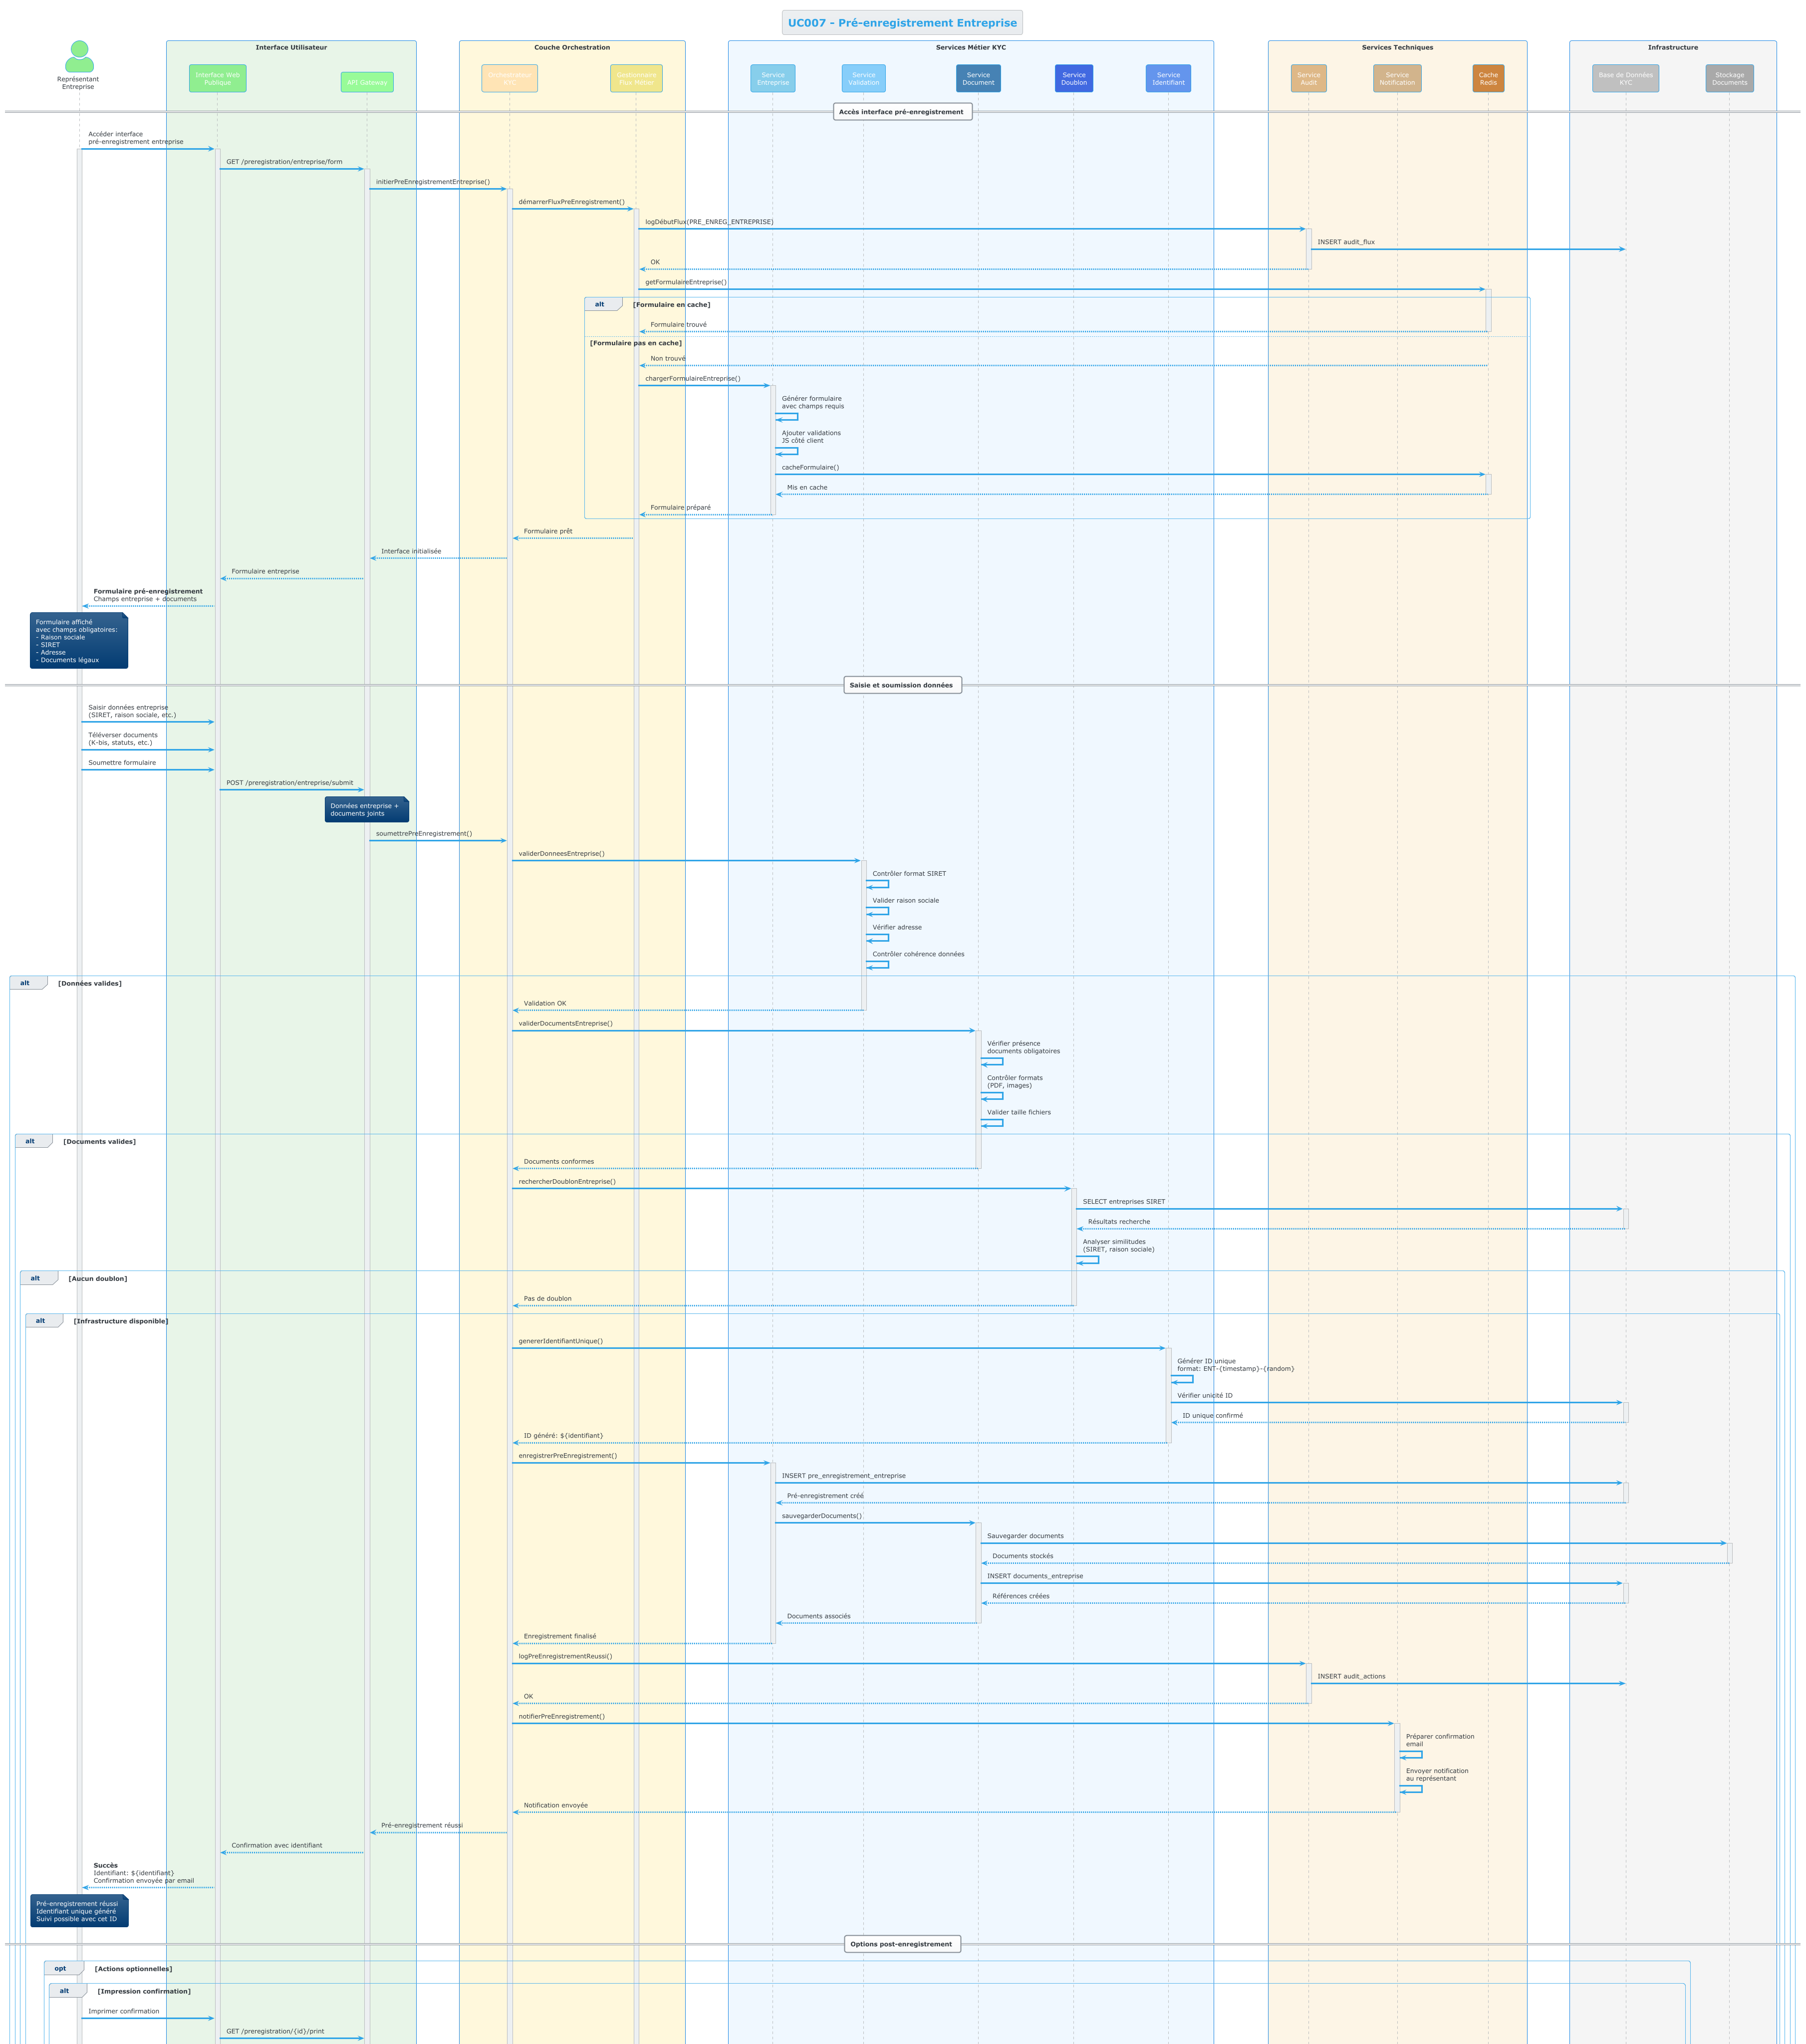 UC007 - Pré-enregistrement Entreprise
Interface Utilisateur
Couche Orchestration
Services Métier KYC
Services Techniques
Infrastructure
Représentant
Entreprise
Interface Web
Publique
API Gateway
Orchestrateur
KYC
Gestionnaire
Flux Métier
Service
Entreprise
Service
Validation
Service
Document
Service
Doublon
Service
Identifiant
Service
Audit
Service
Notification
Cache
Redis
Base de Données
KYC
Stockage
Documents
Accès interface pré-enregistrement
Accéder interface
pré-enregistrement entreprise
GET /preregistration/entreprise/form
initierPreEnregistrementEntreprise()
démarrerFluxPreEnregistrement()
logDébutFlux(PRE_ENREG_ENTREPRISE)
INSERT audit_flux
OK
getFormulaireEntreprise()
alt [Formulaire en cache]
Formulaire trouvé
[Formulaire pas en cache]
Non trouvé
chargerFormulaireEntreprise()
Générer formulaire
avec champs requis
Ajouter validations
JS côté client
cacheFormulaire()
Mis en cache
Formulaire préparé
Formulaire prêt
Interface initialisée
Formulaire entreprise
Formulaire pré-enregistrement
Champs entreprise + documents
Formulaire affiché
avec champs obligatoires:
- Raison sociale
- SIRET
- Adresse
- Documents légaux
Saisie et soumission données
Saisir données entreprise
(SIRET, raison sociale, etc.)
Téléverser documents
(K-bis, statuts, etc.)
Soumettre formulaire
POST /preregistration/entreprise/submit
Données entreprise +
documents joints
soumettrePreEnregistrement()
validerDonneesEntreprise()
Contrôler format SIRET
Valider raison sociale
Vérifier adresse
Contrôler cohérence données
alt [Données valides]
Validation OK
validerDocumentsEntreprise()
Vérifier présence
documents obligatoires
Contrôler formats
(PDF, images)
Valider taille fichiers
alt [Documents valides]
Documents conformes
rechercherDoublonEntreprise()
SELECT entreprises SIRET
Résultats recherche
Analyser similitudes
(SIRET, raison sociale)
alt [Aucun doublon]
Pas de doublon
alt [Infrastructure disponible]
genererIdentifiantUnique()
Générer ID unique
format: ENT-{timestamp}-{random}
Vérifier unicité ID
ID unique confirmé
ID généré: ${identifiant}
enregistrerPreEnregistrement()
INSERT pre_enregistrement_entreprise
Pré-enregistrement créé
sauvegarderDocuments()
Sauvegarder documents
Documents stockés
INSERT documents_entreprise
Références créées
Documents associés
Enregistrement finalisé
logPreEnregistrementReussi()
INSERT audit_actions
OK
notifierPreEnregistrement()
Préparer confirmation
email
Envoyer notification
au représentant
Notification envoyée
Pré-enregistrement réussi
Confirmation avec identifiant
Succès
Identifiant: ${identifiant}
Confirmation envoyée par email
Pré-enregistrement réussi
Identifiant unique généré
Suivi possible avec cet ID
Options post-enregistrement
opt [Actions optionnelles]
alt [Impression confirmation]
Imprimer confirmation
GET /preregistration/{id}/print